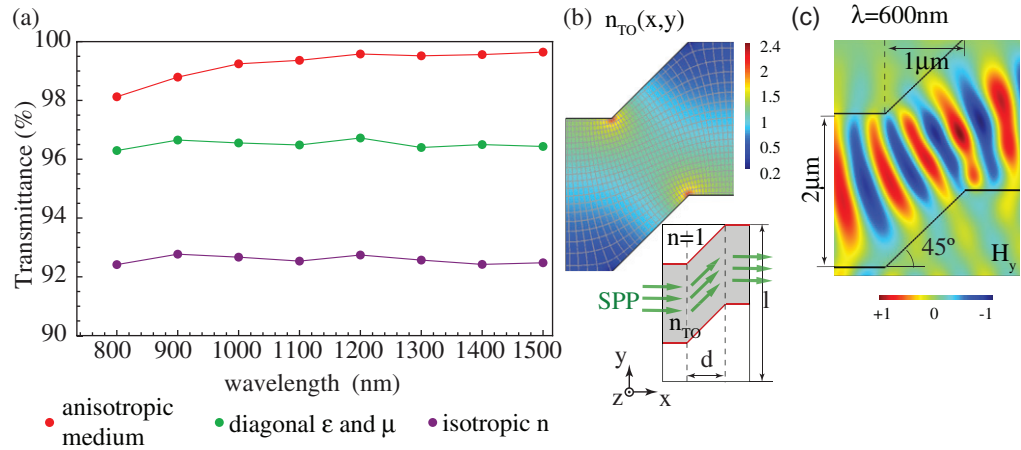 (a)
Transmittance (%)
100
98
96
94
92
90
800 900 1000 1100 1200 1300 1400 1500
wavelength (nm)
anisotropic
medium
diagonal ε and μ
isotropic n
(b) n_TO(x,y)
2.4
2
1.5
1
0.5
0.2
n=1
SPP
n_TO
d
l
y
z
x
(c) λ=600nm
1μm
2μm
45º
H_y
+1 0 -1